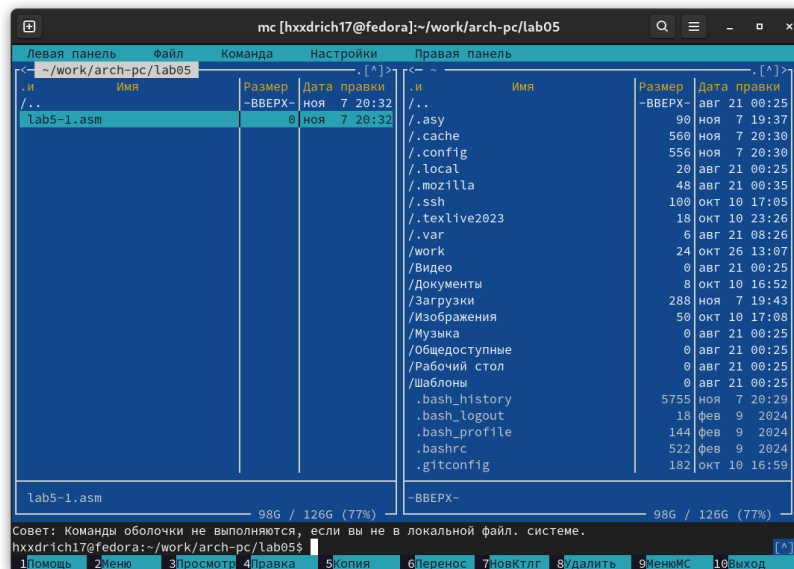 mc [hxxdrich17@fedora]:~/work/arch-pc/lab05
Левая панель Файл Команда Настройки Правая панель
<– ~/work/arch-pc/lab05 .[^]>
.и Имя Размер Дата правки
/.. -ВВЕРХ- ноя 7 20:32
lab5-1.asm 0 ноя 7 20:32
lab5-1.asm
98G / 126G (77%)
<– ~ .[^]>
.и Имя Размер Дата правки
/.. -ВВЕРХ- авг 21 00:25
/.asy 90 ноя 7 19:37
/.cache 560 ноя 7 20:30
/.config 556 ноя 7 20:30
/.local 20 авг 21 00:25
/.mozilla 48 авг 21 00:35
/.ssh 100 окт 10 17:05
/.texlive2023 18 окт 10 23:26
/.var 6 авг 21 08:26
/work 24 окт 26 13:07
/Видео 0 авг 21 00:25
/Документы 8 окт 10 16:52
/Загрузки 288 ноя 7 19:43
/Изображения 50 окт 10 17:08
/Музыка 0 авг 21 00:25
/Общедоступные 0 авг 21 00:25
/Рабочий стол 0 авг 21 00:25
/Шаблоны 0 авг 21 00:25
.bash_history 5755 ноя 7 20:29
.bash_logout 18 фев 9 2024
.bash_profile 144 фев 9 2024
.bashrc 522 фев 9 2024
.gitconfig 182 окт 10 16:59
-ВВЕРХ-
98G / 126G (77%)
Совет: Команды оболочки не выполняются, если вы не в локальной файл. системе.
hxxdrich17@fedora:~/work/arch-pc/lab05$ [^]
1Помощь 2Меню 3Просмотр 4Правка 5Копия 6Перенос 7НовКтлг 8Удалить 9МенюMC 10Выход